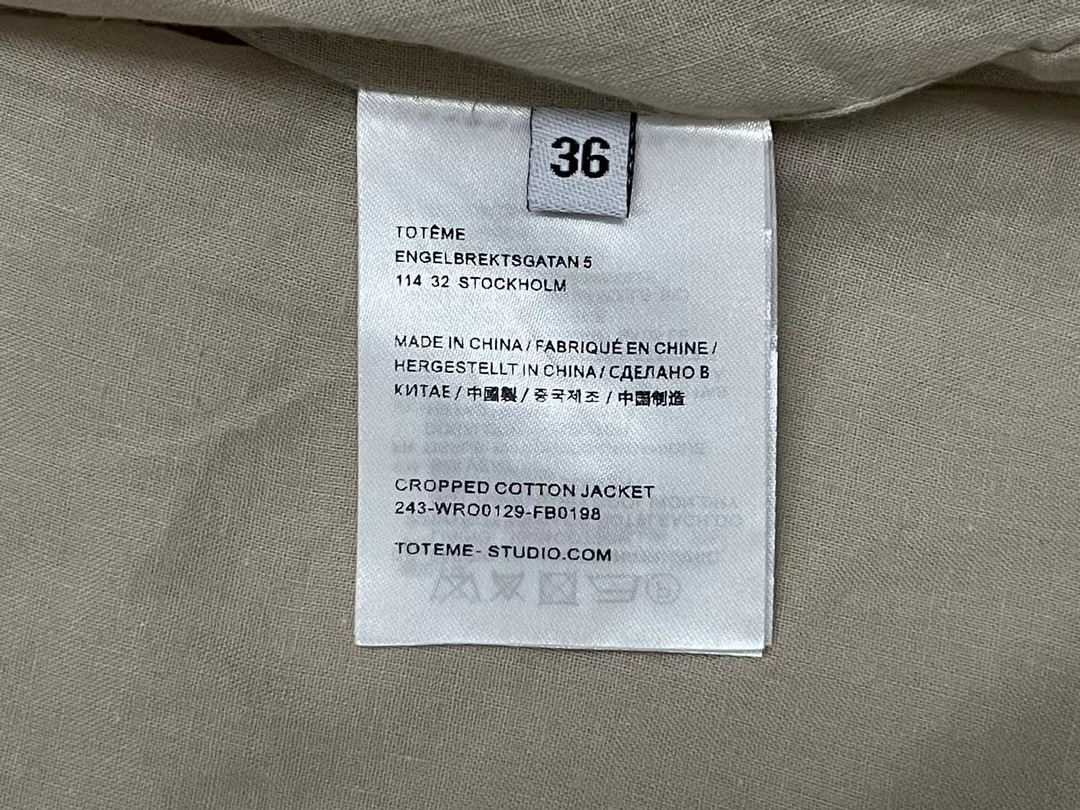 36
TOTÊME
ENGELBREKTSGATAN 5
114 32 STOCKHOLM
MADE IN CHINA / FABRIQUÉ EN CHINE /
HERGESTELLT IN CHINA / СДЕЛАНО В
КИТАЕ / 中國製 / 중국제조 / 中国制造
CROPPED COTTON JACKET
243-WRO0129-FB0198
TOTEME- STUDIO.COM